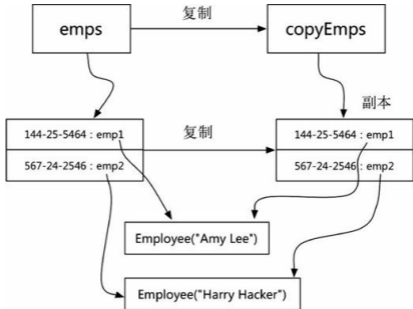 复制
emps
copyEmps
副本
144-25-5464 : emp1
复制
144-25-5464 : emp1
567-24-2546 : emp2
567-24-2546 : emp2
Employee("Amy Lee")
Employee("Harry Hacker")